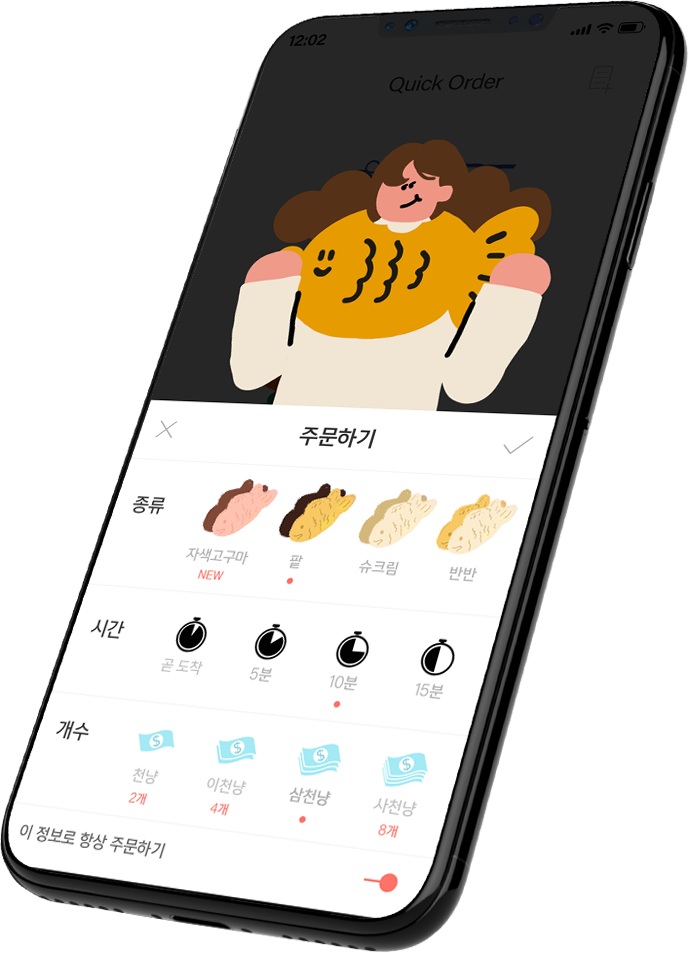 12:02
Quick Order
주문하기
종류
자색고구마
팥
슈크림
반반
NEW
시간
곧 도착
5분
10분
15분
개수
$ $ $ $
천냥
이천냥
삼천냥
사천냥
2개
4개
8개
이 정보로 항상 주문하기